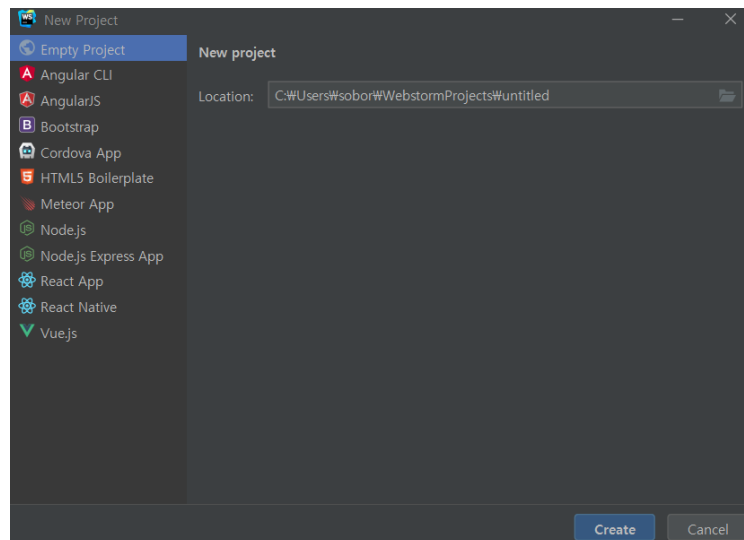 New Project
Empty Project
Angular CLI
AngularJS
Bootstrap
Cordova App
HTML5 Boilerplate
Meteor App
Node.js
Node.js Express App
React App
React Native
Vue.js
New project
Location: C:₩Users₩sobor₩WebstormProjects₩untitled
Create Cancel